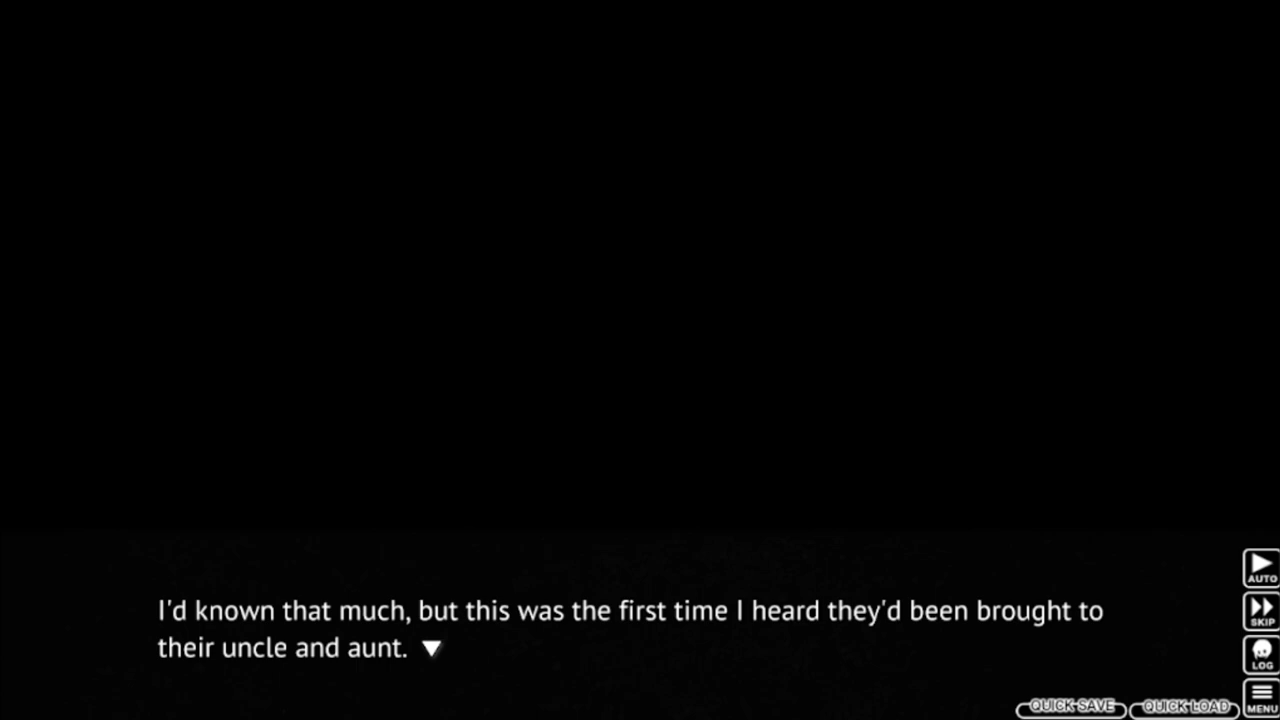 I'd known that much, but this was the first time I heard they'd been brought to
their uncle and aunt.
AUTO
SKIP
LOG
MENU
QUICK SAVE QUICK LOAD